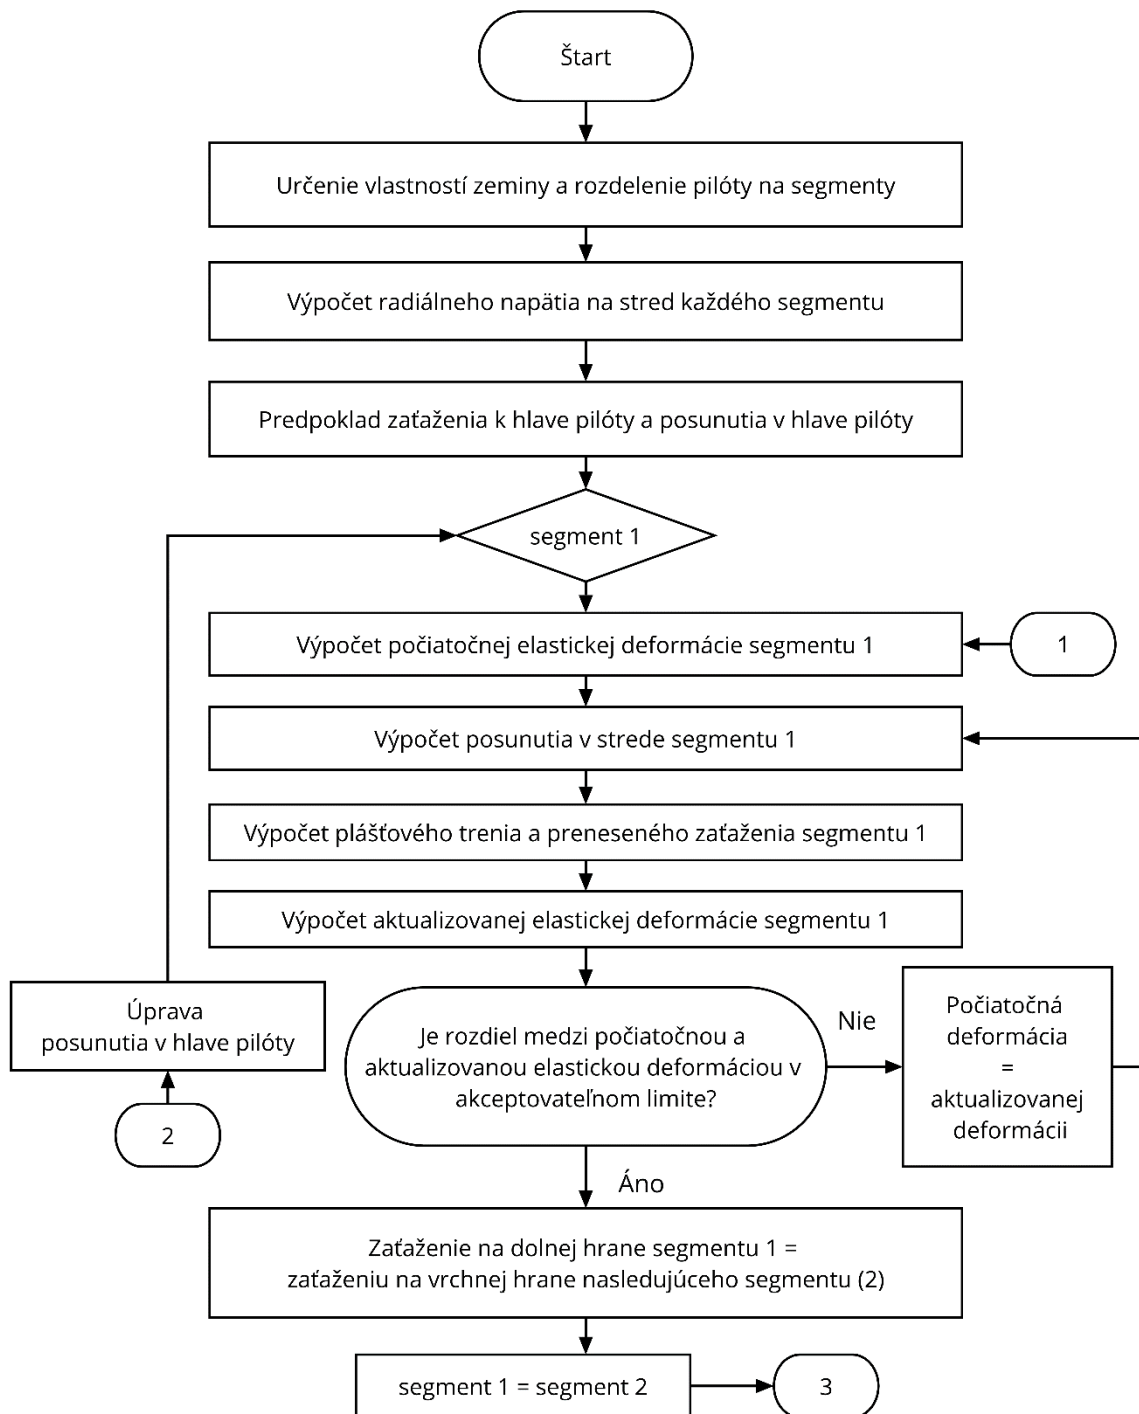 Štart
Určenie vlastností zeminy a rozdelenie pilóty na segmenty
Výpočet radiálneho napätia na stred každého segmentu
Predpoklad zaťaženia k hlave pilóty a posunutia v hlave pilóty
segment 1
Výpočet počiatočnej elastickej deformácie segmentu 1
1
Výpočet posunutia v strede segmentu 1
Výpočet plášťového trenia a preneseného zaťaženia segmentu 1
Výpočet aktualizovanej elastickej deformácie segmentu 1
Úprava
posunutia v hlave pilóty
2
Je rozdiel medzi počiatočnou a
aktualizovanou elastickou deformáciou v
akceptovateľnom limite?
Nie
Počiatočná
deformácia
=
aktualizovanej
deformácii
Áno
Zaťaženie na dolnej hrane segmentu 1 =
zaťaženiu na vrchnej hrane nasledujúceho segmentu (2)
segment 1 = segment 2
3